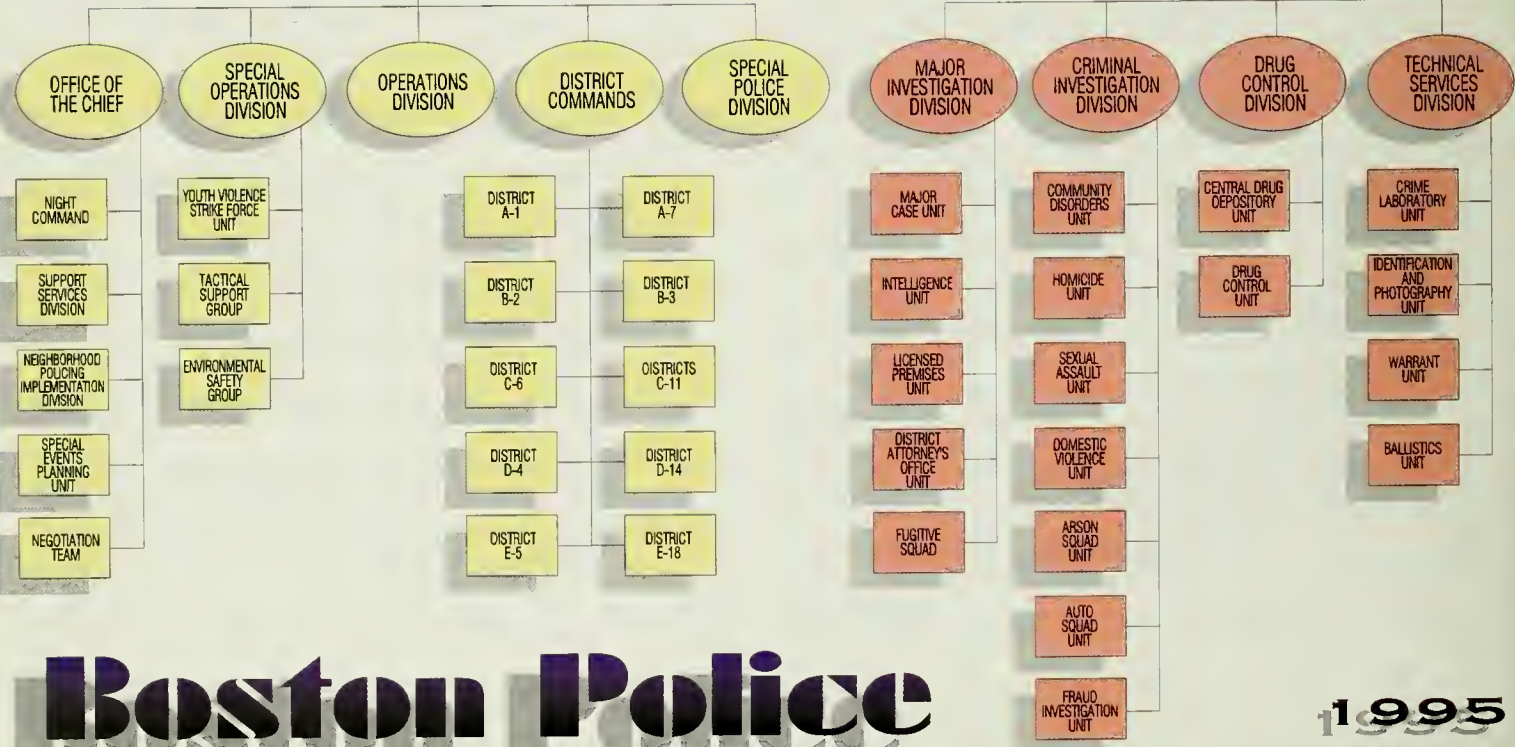 OFFICE OF
THE CHIEF
SPECIAL
OPERATIONS
DIVISION
OPERATIONS
DIVISION
DISTRICT
COMMANDS
SPECIAL
POLICE
DIVISION
MAJOR
INVESTIGATION
DIVISION
CRIMINAL
INVESTIGATION
DIVISION
DRUG
CONTROL
DIVISION
TECHNICAL
SERVICES
DIVISION
NIGHT
COMMAND
SUPPORT
SERVICES
DIVISION
NEIGHBORHOOD
POLICING
IMPLEMENTATION
DIVISION
SPECIAL
EVENTS
PLANNING
UNIT
NEGOTIATION
TEAM
YOUTH VIOLENCE
STRIKE FORCE
UNIT
TACTICAL
SUPPORT
GROUP
ENVIRONMENTAL
SAFETY
GROUP
DISTRICT
A-1
DISTRICT
A-7
DISTRICT
B-2
DISTRICT
B-3
DISTRICT
C-6
DISTRICTS
C-11
DISTRICT
D-4
DISTRICT
D-14
DISTRICT
E-5
DISTRICT
E-18
MAJOR
CASE UNIT
INTELLIGENCE
UNIT
LICENSED
PREMISES
UNIT
DISTRICT
ATTORNEY'S
OFFICE
UNIT
FUGITIVE
SQUAD
COMMUNITY
DISORDERS
UNIT
HOMICIDE
UNIT
SEXUAL
ASSAULT
UNIT
DOMESTIC
VIOLENCE
UNIT
ARSON
SQUAD
UNIT
AUTO
SQUAD
UNIT
FRAUD
INVESTIGATION
UNIT
CENTRAL DRUG
DEPOSITORY
UNIT
DRUG
CONTROL
UNIT
CRIME
LABORATORY
UNIT
IDENTIFICATION
AND
PHOTOGRAPHY
UNIT
WARRANT
UNIT
BALLISTICS
UNIT
Boston Police
1995